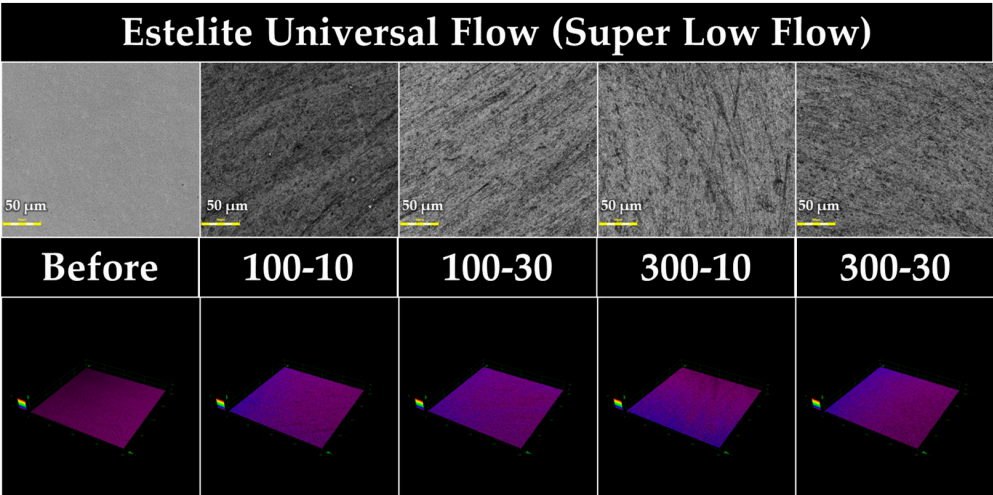 Estelite Universal Flow (Super Low Flow)
50 μm
50 μm
50 μm
50 μm
50 μm
Before
100-10
100-30
300-10
300-30